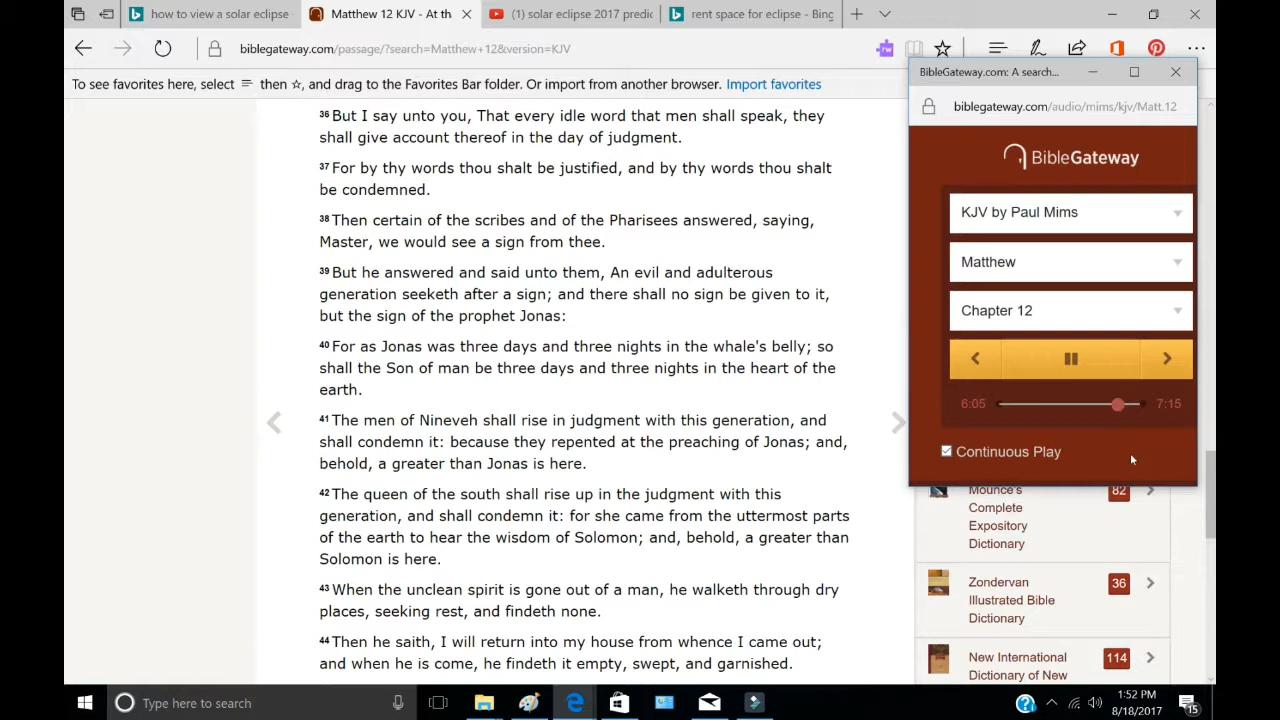 how to view a solar eclipse
Matthew 12 KJV - At th
(1) solar eclipse 2017 predic
rent space for eclipse - Bing
biblegateway.com/passage/?search=Matthew+12&version=KJV
To see favorites here, select then ☆, and drag to the Favorites Bar folder. Or import from another browser. Import favorites
36 But I say unto you, That every idle word that men shall speak, they
shall give account thereof in the day of judgment.
37 For by thy words thou shalt be justified, and by thy words thou shalt
be condemned.
38 Then certain of the scribes and of the Pharisees answered, saying,
Master, we would see a sign from thee.
39 But he answered and said unto them, An evil and adulterous
generation seeketh after a sign; and there shall no sign be given to it,
but the sign of the prophet Jonas:
40 For as Jonas was three days and three nights in the whale's belly; so
shall the Son of man be three days and three nights in the heart of the
earth.
41 The men of Nineveh shall rise in judgment with this generation, and
shall condemn it: because they repented at the preaching of Jonas; and,
behold, a greater than Jonas is here.
42 The queen of the south shall rise up in the judgment with this
generation, and shall condemn it: for she came from the uttermost parts
of the earth to hear the wisdom of Solomon; and, behold, a greater than
Solomon is here.
43 When the unclean spirit is gone out of a man, he walketh through dry
places, seeking rest, and findeth none.
44 Then he saith, I will return into my house from whence I came out;
and when he is come, he findeth it empty, swept, and garnished.
BibleGateway.com: A search...
biblegateway.com/audio/mims/kjv/Matt.12
BibleGateway
KJV by Paul Mims
Matthew
Chapter 12
6:05
7:15
Continuous Play
Mounce's 82
Complete
Expository
Dictionary
Zondervan 36
Illustrated Bible
Dictionary
New International 114
Dictionary of New
Type here to search
1:52 PM
8/18/2017
15